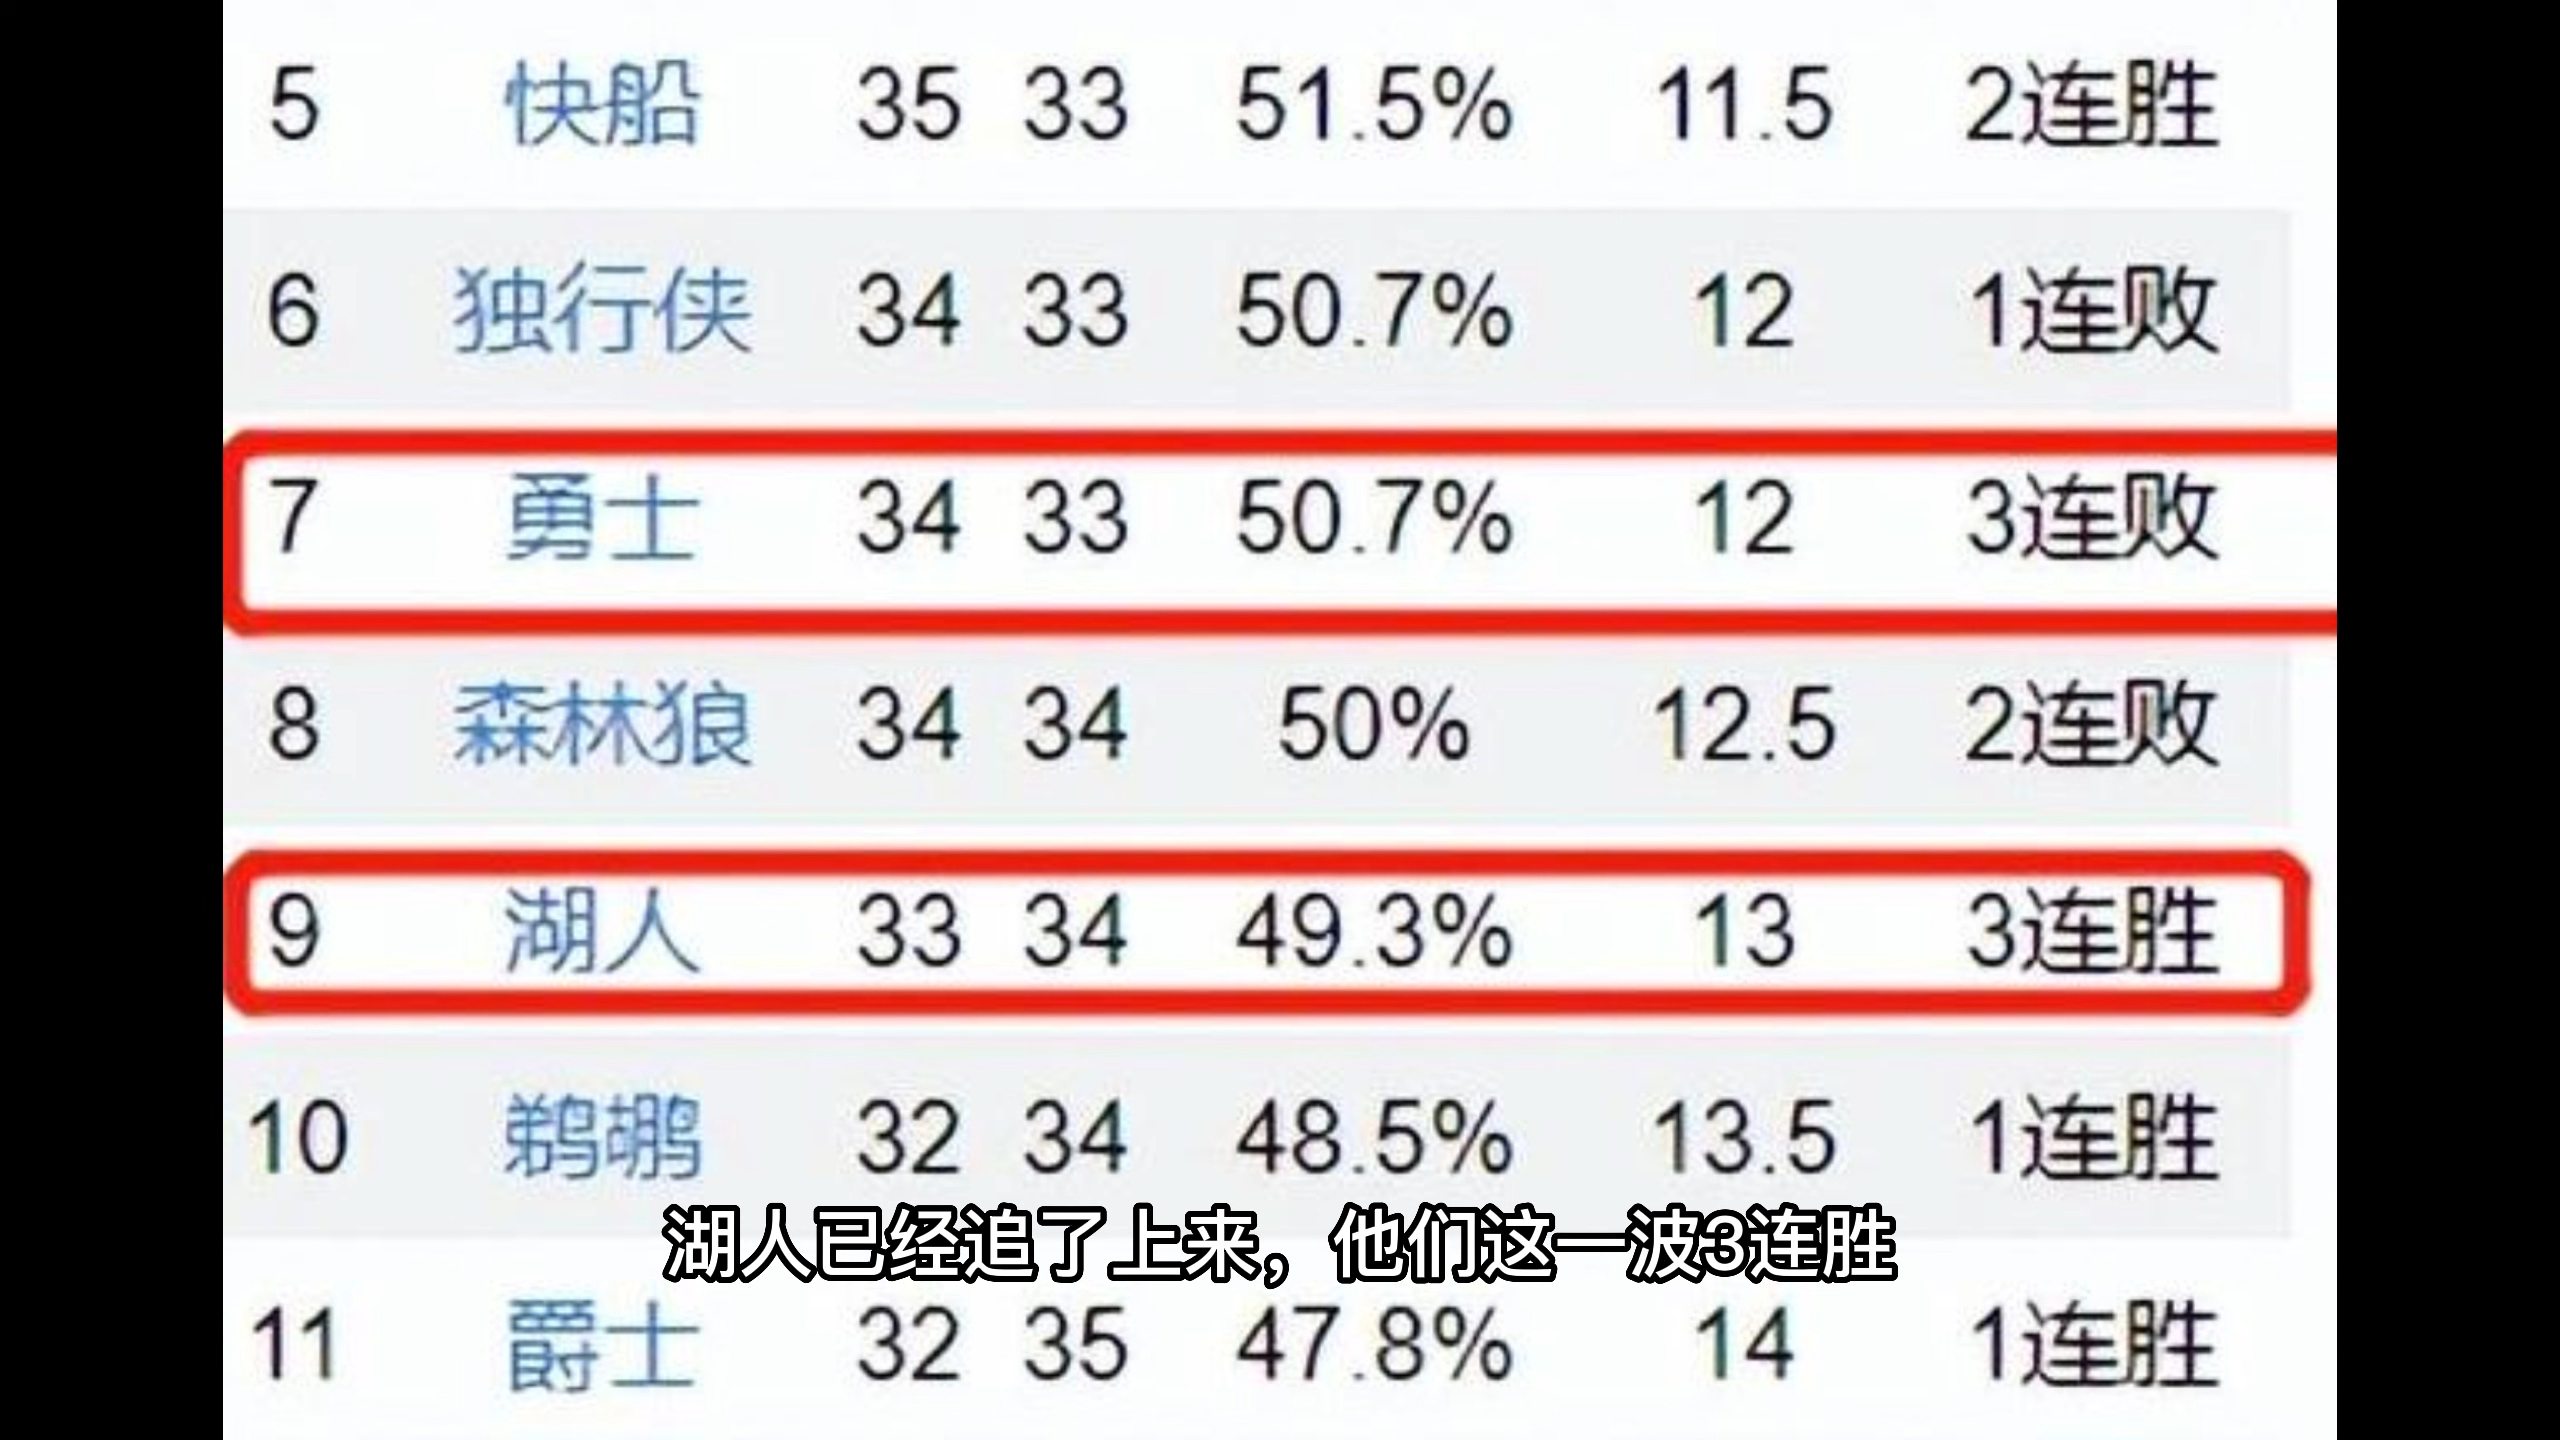 5 快船 35 33 51.5% 11.5 2连胜
6 独行侠 34 33 50.7% 12 1连败
7 勇士 34 33 50.7% 12 3连败
8 森林狼 34 34 50% 12.5 2连败
9 湖人 33 34 49.3% 13 3连胜
10 鹈鹕 32 34 48.5% 13.5 1连胜
湖人已经追了上来，他们这一波3连胜
11 爵士 32 35 47.8% 14 1连胜